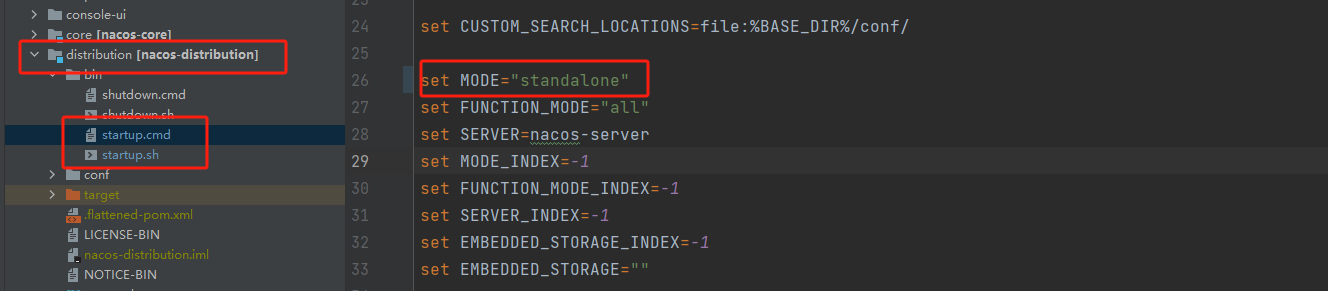 console-ui
core [nacos-core]
distribution [nacos-distribution]
bin
shutdown.cmd
shutdown.sh
startup.cmd
startup.sh
conf
target
.flattened-pom.xml
LICENSE-BIN
nacos-distribution.iml
NOTICE-BIN
24 set CUSTOM_SEARCH_LOCATIONS=file:%BASE_DIR%/conf/
25
26 set MODE="standalone"
27 set FUNCTION_MODE="all"
28 set SERVER=nacos-server
29 set MODE_INDEX=-1
30 set FUNCTION_MODE_INDEX=-1
31 set SERVER_INDEX=-1
32 set EMBEDDED_STORAGE_INDEX=-1
33 set EMBEDDED_STORAGE=""